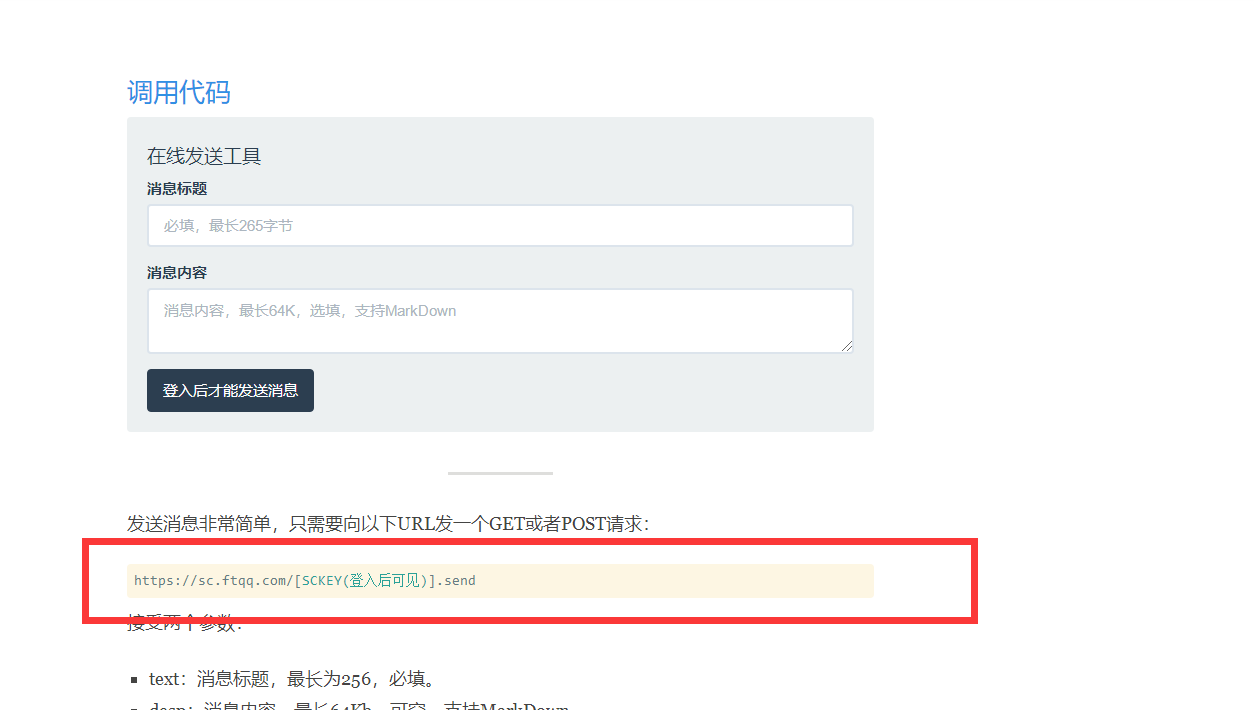 调用代码
在线发送工具
消息标题
必填，最长265字节
消息内容
消息内容，最长64K，选填，支持MarkDown
登入后才能发送消息
发送消息非常简单，只需要向以下URL发一个GET或者POST请求：
https://sc.ftqq.com/[SCKEY(登入后可见)].send
接受两个参数：
text：消息标题，最长为256，必填。
desp：消息内容，最长64Kb，可空，支持MarkDown